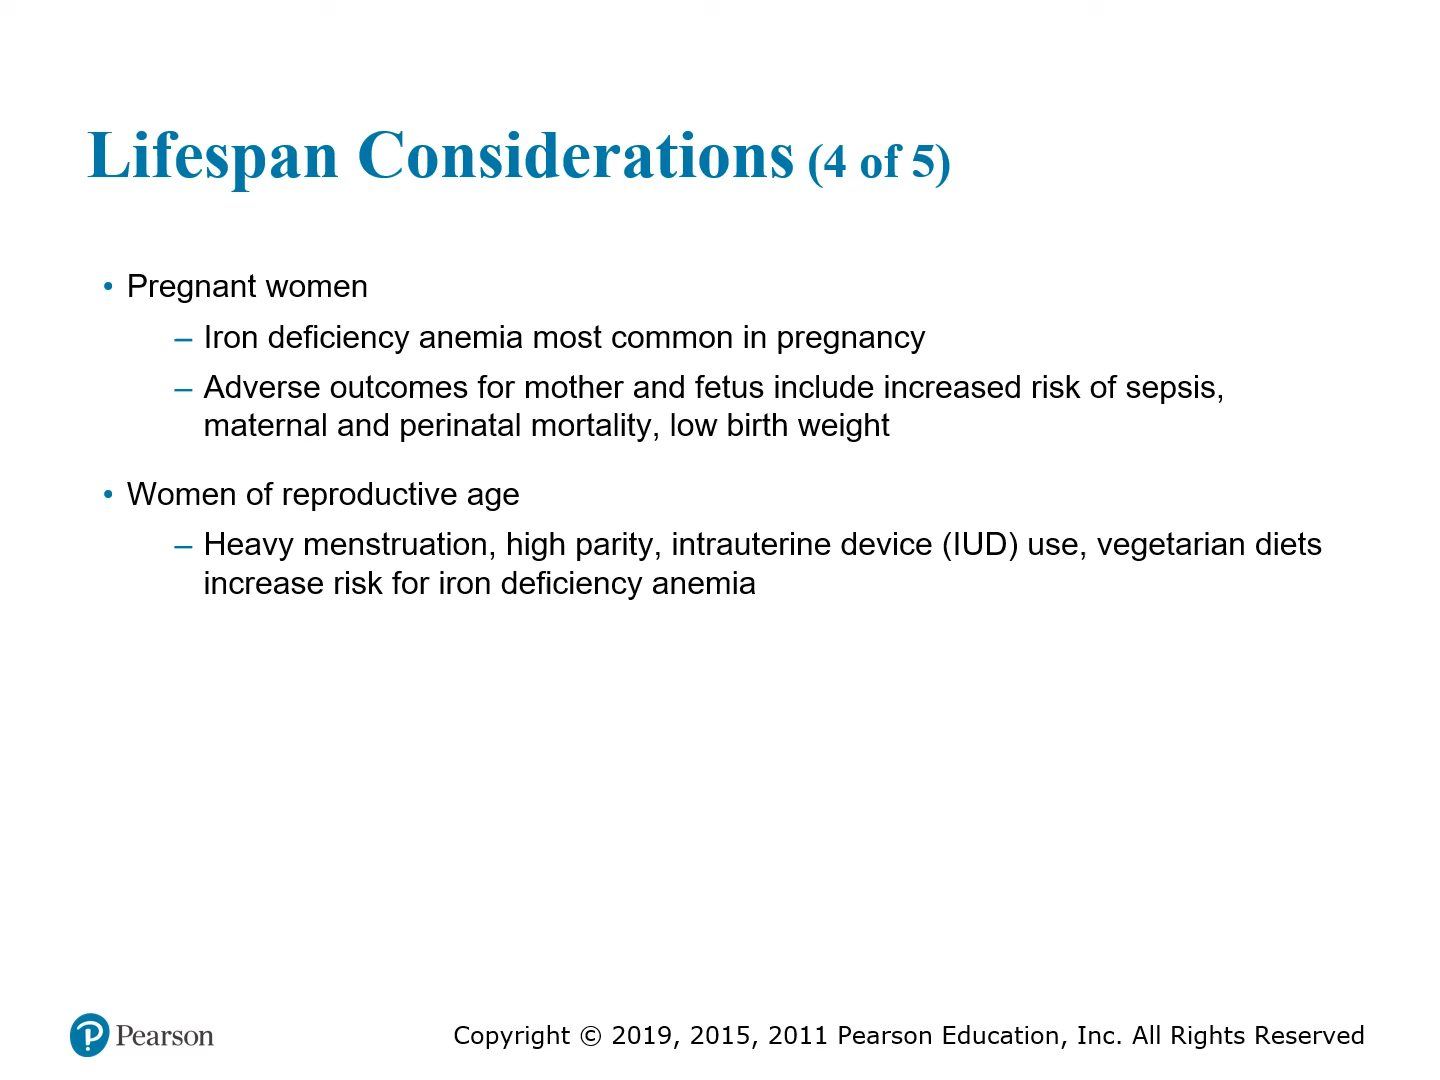 Lifespan Considerations (4 of 5)
• Pregnant women
– Iron deficiency anemia most common in pregnancy
– Adverse outcomes for mother and fetus include increased risk of sepsis,
maternal and perinatal mortality, low birth weight
• Women of reproductive age
– Heavy menstruation, high parity, intrauterine device (IUD) use, vegetarian diets
increase risk for iron deficiency anemia
Pearson
Copyright © 2019, 2015, 2011 Pearson Education, Inc. All Rights Reserved